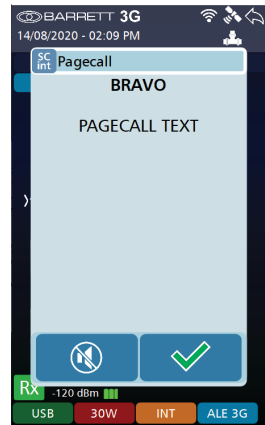 BARRETT 3G
14/08/2020 - 02:09 PM
SC int Pagecall
BRAVO
PAGECALL TEXT
Rx -120 dBm
USB 30W INT ALE 3G